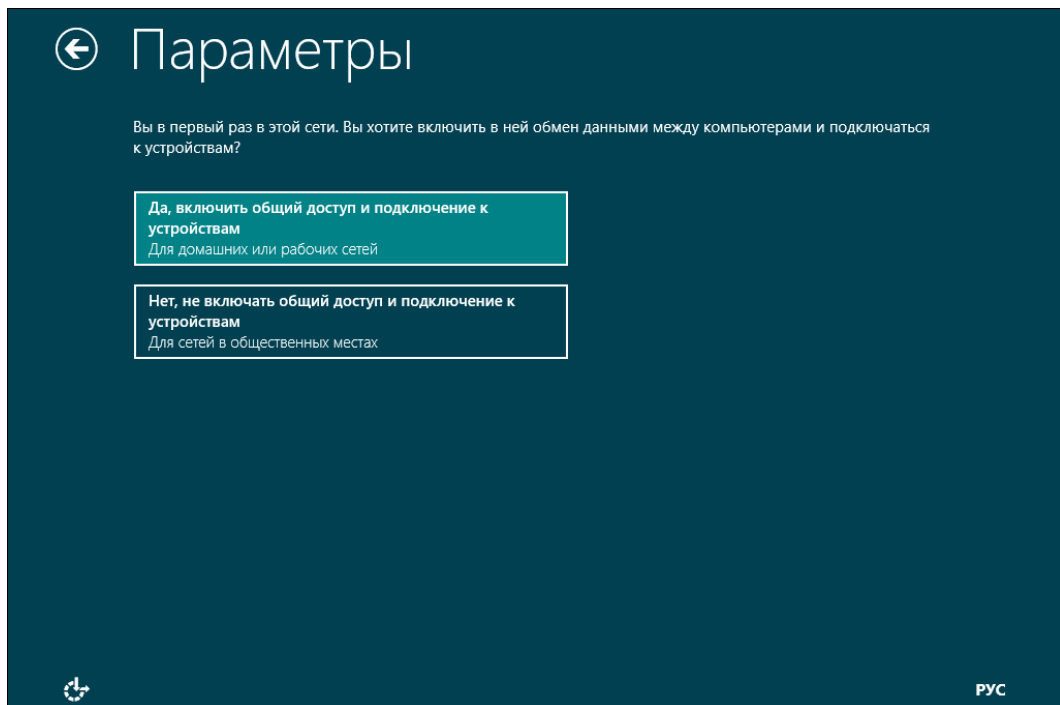 Параметры
Вы в первый раз в этой сети. Вы хотите включить в ней обмен данными между компьютерами и подключаться
к устройствам?
Да, включить общий доступ и подключение к
устройствам
Для домашних или рабочих сетей
Нет, не включать общий доступ и подключение к
устройствам
Для сетей в общественных местах
РУС